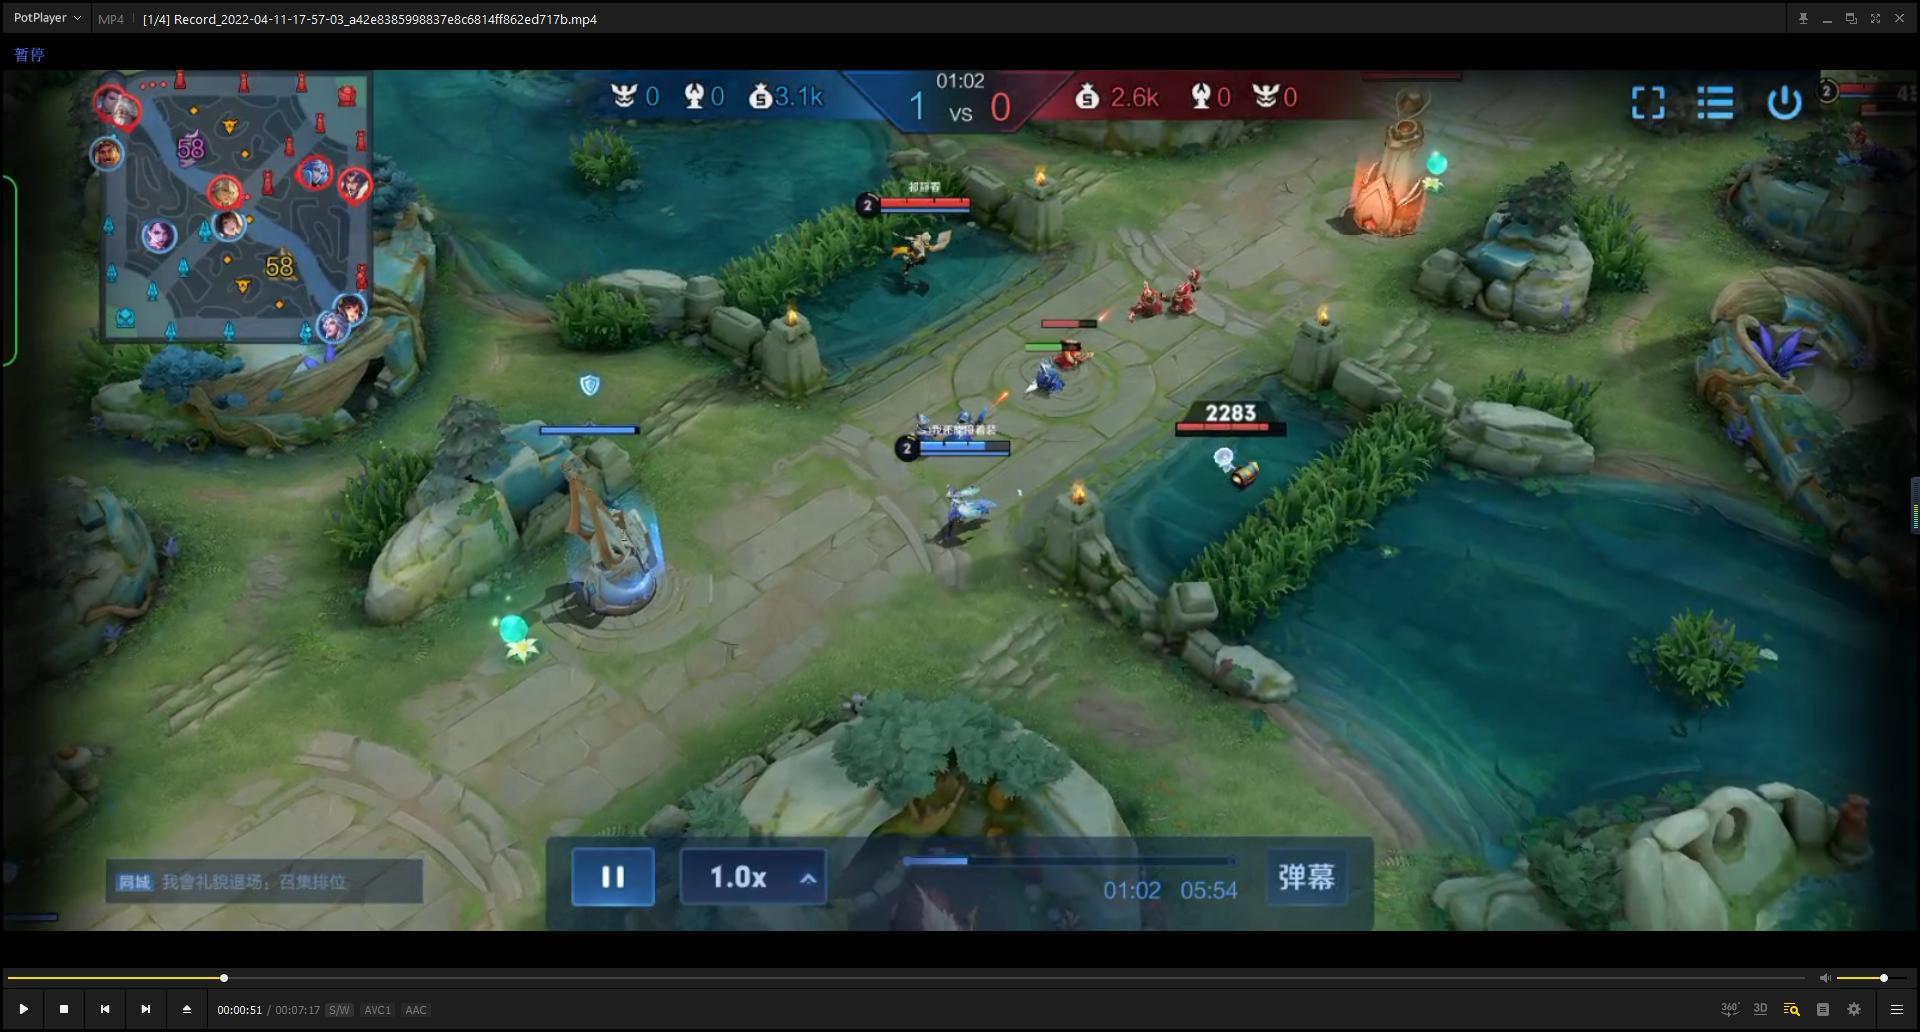 PotPlayer MP4 [1/4] Record_2022-04-11-17-57-03_a42e8385998837e8c6814ff862ed717b.mp4
暂停
0 0 3.1k 01:02 1 VS 0 2.6k 0 0
2
58
2
58
2283
2
同城 我會礼貌退场，召集排位
1.0x 01:02 05:54 弹幕
00:00:51 / 00:07:17 S/W AVC1 AAC 360° 3D